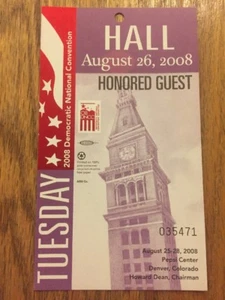 HALL
August 26, 2008
HONORED GUEST
TUESDAY
2008 Democratic National Convention
035471
August 25-28, 2008
Pepsi Center
Denver, Colorado
Howard Dean, Chairman